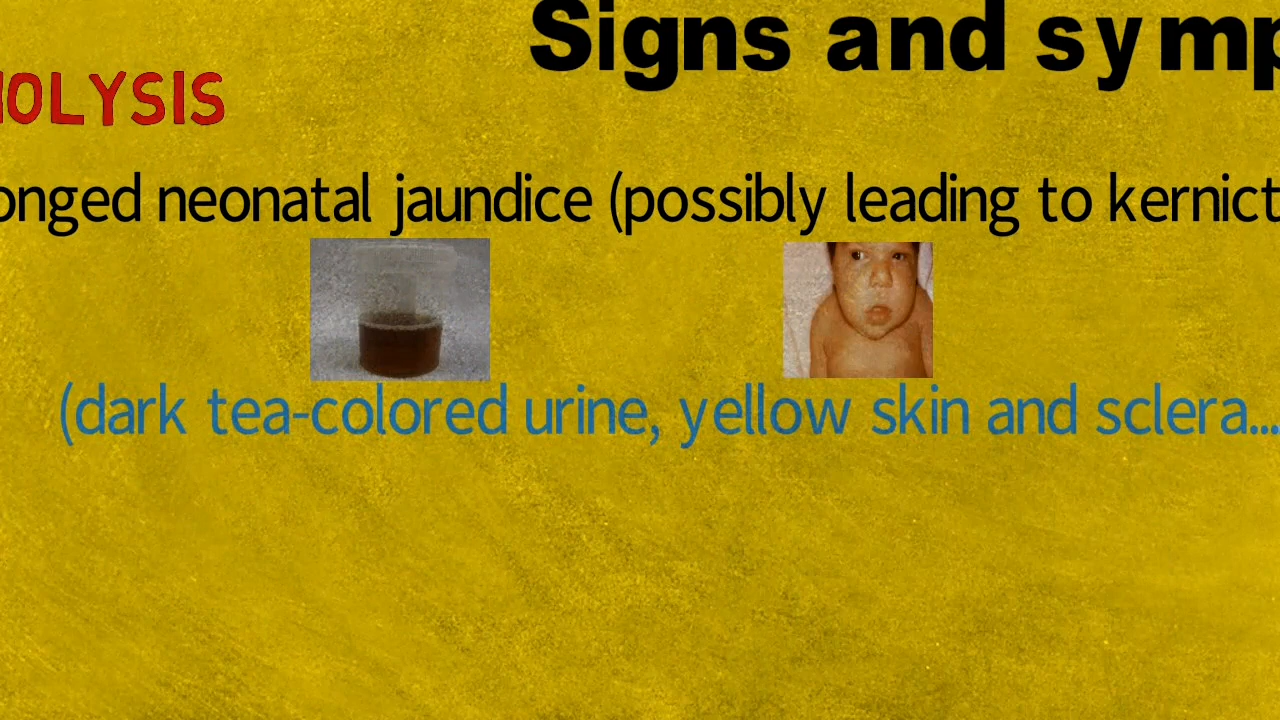 Signs and symp
OLYSIS
onged neonatal jaundice (possibly leading to kernict
(dark tea-colored urine, yellow skin and sclera...